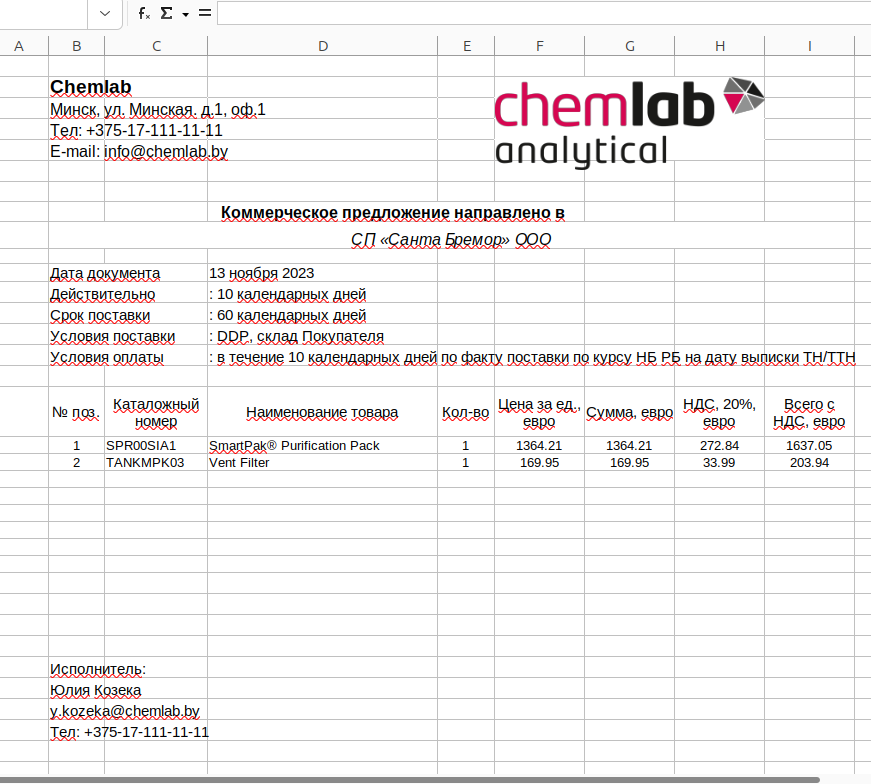 fx Σ =
A B C D E F G H I
Chemlab
Минск, ул. Минская, д.1, оф.1
Тел: +375-17-111-11-11
E-mail: info@chemlab.by
chemlab
analytical
Коммерческое предложение направлено в
СП «Санта Бремор» ООО
Дата документа 13 ноября 2023
Действительно : 10 календарных дней
Срок поставки : 60 календарных дней
Условия поставки : DDP, склад Покупателя
Условия оплаты : в течение 10 календарных дней по факту поставки по курсу НБ РБ на дату выписки ТН/ТТН
№ поз. Каталожный номер Наименование товара Кол-во Цена за ед., евро Сумма, евро НДС, 20%, евро Всего с НДС, евро
1 SPR00SIA1 SmartPak® Purification Pack 1 1364.21 1364.21 272.84 1637.05
2 TANKMPK03 Vent Filter 1 169.95 169.95 33.99 203.94
Исполнитель:
Юлия Козека
y.kozeka@chemlab.by
Тел: +375-17-111-11-11